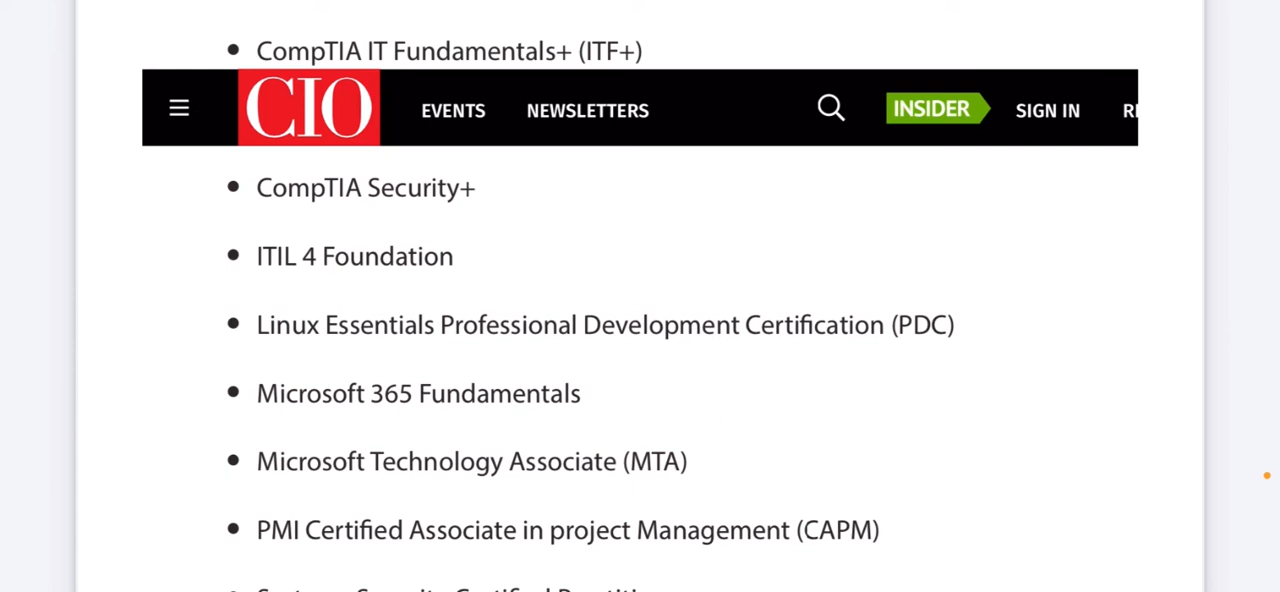 • CompTIA IT Fundamentals+ (ITF+)
CIO EVENTS NEWSLETTERS INSIDER SIGN IN
• CompTIA Security+
• ITIL 4 Foundation
• Linux Essentials Professional Development Certification (PDC)
• Microsoft 365 Fundamentals
• Microsoft Technology Associate (MTA)
• PMI Certified Associate in project Management (CAPM)